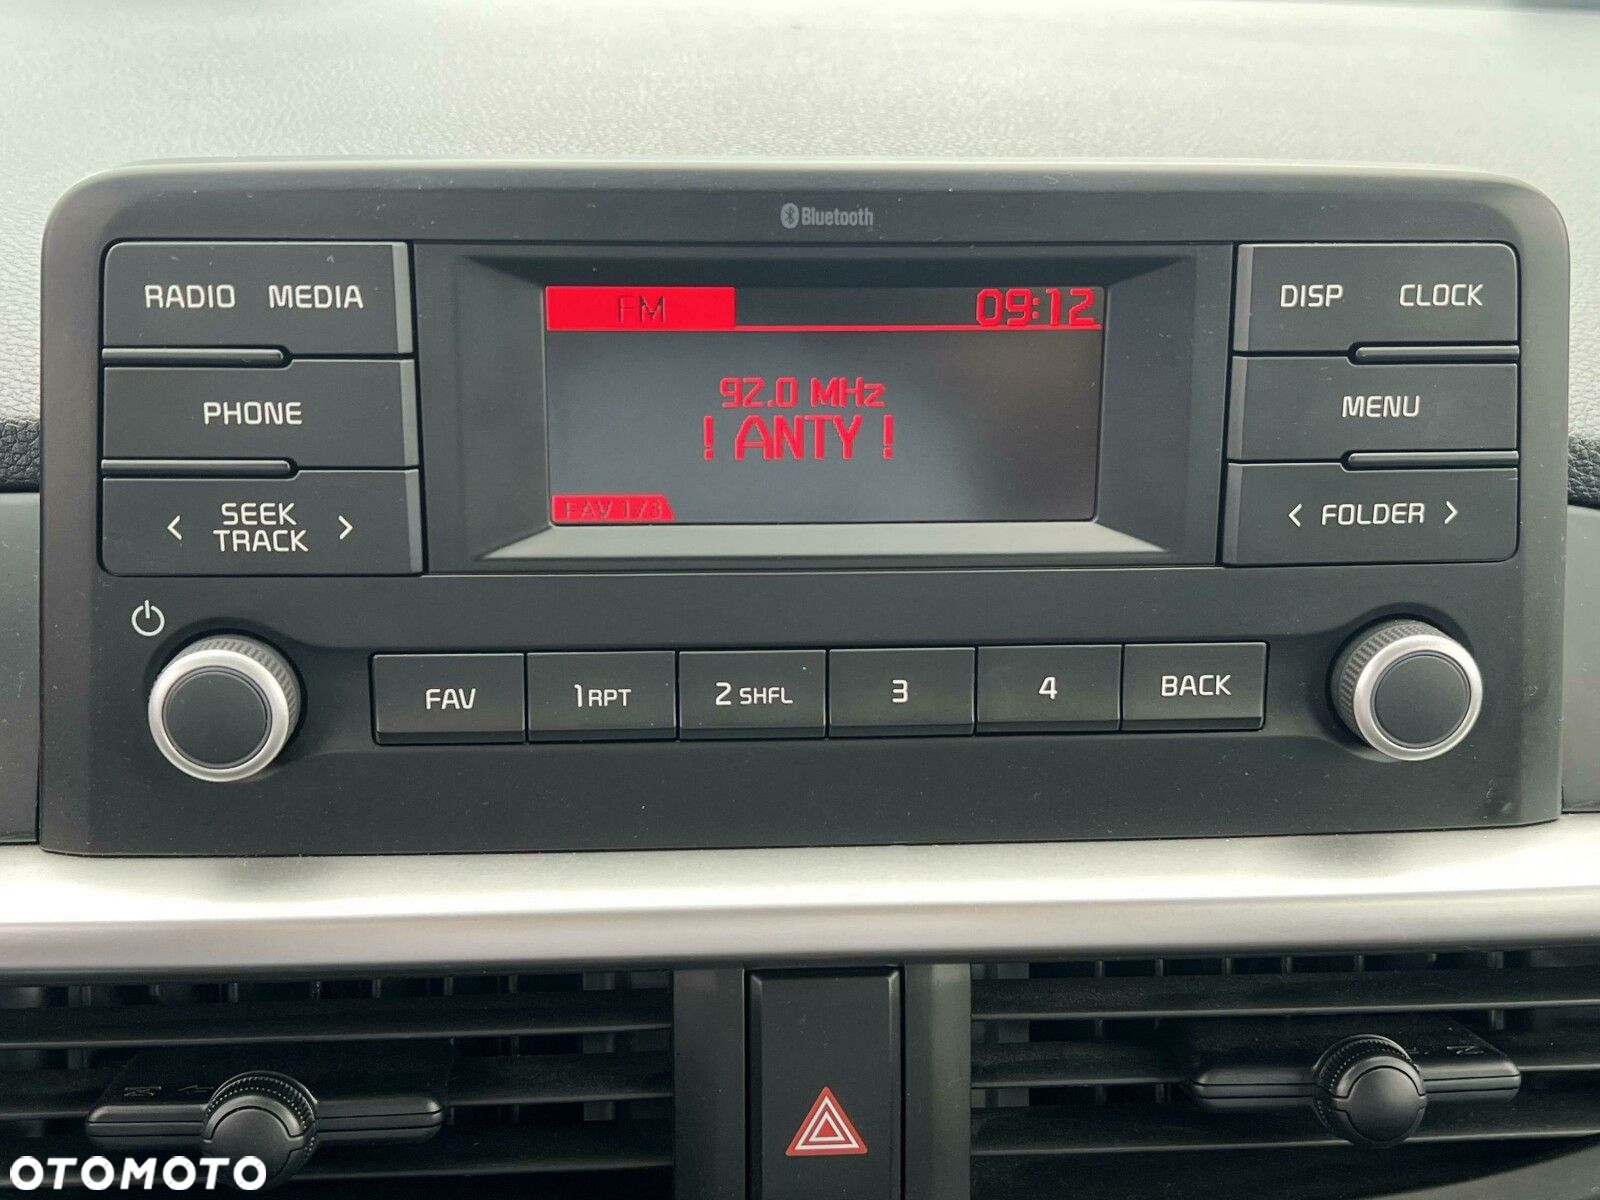 Bluetooth
RADIO MEDIA
FM 09:12
DISP CLOCK
PHONE
92.0 MHz
! ANTY !
MENU
< SEEK TRACK >
FAV 1/3
< FOLDER >
FAV
1 RPT
2 SHFL
3
4
BACK
OTOMOTO